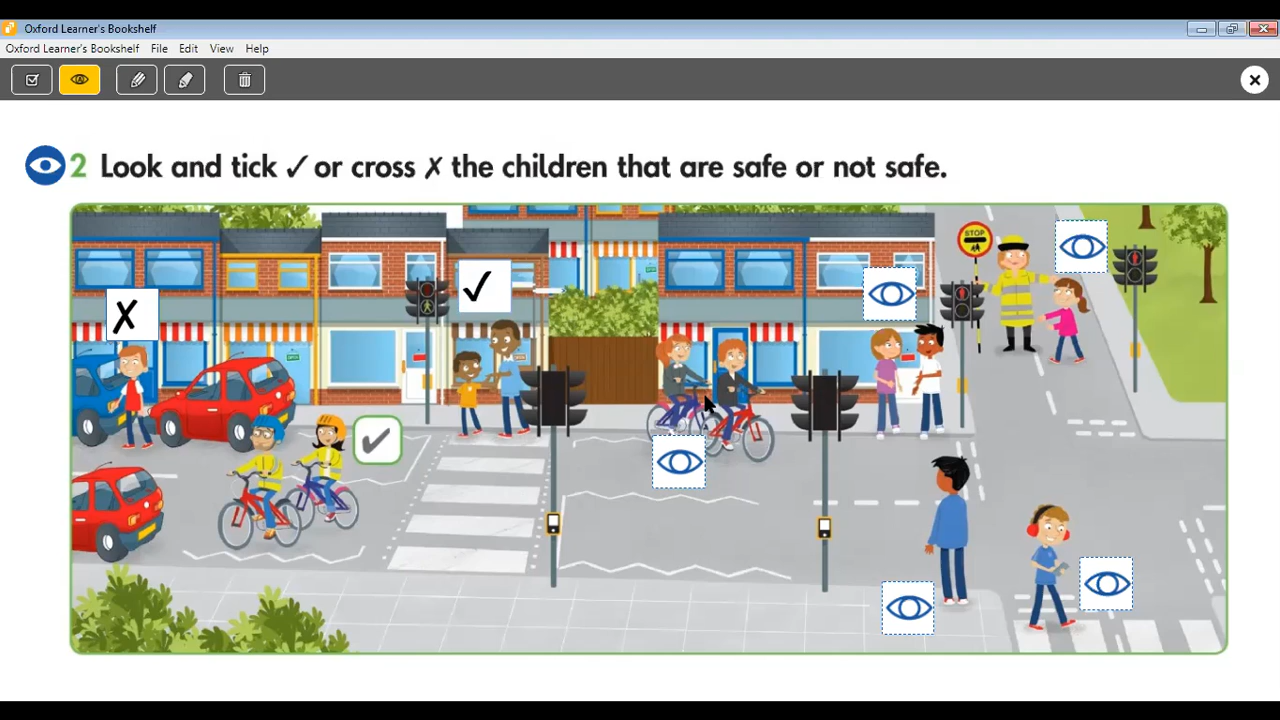 Oxford Learner's Bookshelf
Oxford Learner's Bookshelf File Edit View Help
2 Look and tick ✓ or cross ✗ the children that are safe or not safe.
STOP